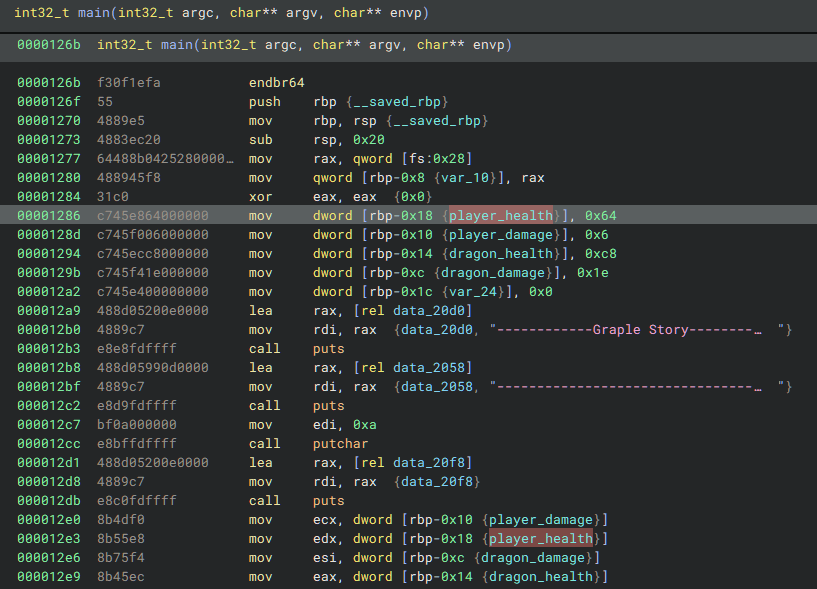 int32_t main(int32_t argc, char** argv, char** envp)
0000126b  int32_t main(int32_t argc, char** argv, char** envp)
0000126b  f30f1efa  endbr64
0000126f  55  push  rbp {__saved_rbp}
00001270  4889e5  mov  rbp, rsp {__saved_rbp}
00001273  4883ec20  sub  rsp, 0x20
00001277  64488b0425280000…  mov  rax, qword [fs:0x28]
00001280  488945f8  mov  qword [rbp-0x8 {var_10}], rax
00001284  31c0  xor  eax, eax  {0x0}
00001286  c745e864000000  mov  dword [rbp-0x18 {player_health}], 0x64
0000128d  c745f006000000  mov  dword [rbp-0x10 {player_damage}], 0x6
00001294  c745ecc8000000  mov  dword [rbp-0x14 {dragon_health}], 0xc8
0000129b  c745f41e000000  mov  dword [rbp-0xc {dragon_damage}], 0x1e
000012a2  c745e400000000  mov  dword [rbp-0x1c {var_24}], 0x0
000012a9  488d05200e0000  lea  rax, [rel data_20d0]
000012b0  4889c7  mov  rdi, rax  {data_20d0, "------------Graple Story--------…  "}
000012b3  e8e8fdffff  call  puts
000012b8  488d05990d0000  lea  rax, [rel data_2058]
000012bf  4889c7  mov  rdi, rax  {data_2058, "--------------------------------…  "}
000012c2  e8d9fdffff  call  puts
000012c7  bf0a000000  mov  edi, 0xa
000012cc  e8bffdffff  call  putchar
000012d1  488d05200e0000  lea  rax, [rel data_20f8]
000012d8  4889c7  mov  rdi, rax  {data_20f8}
000012db  e8c0fdffff  call  puts
000012e0  8b4df0  mov  ecx, dword [rbp-0x10 {player_damage}]
000012e3  8b55e8  mov  edx, dword [rbp-0x18 {player_health}]
000012e6  8b75f4  mov  esi, dword [rbp-0xc {dragon_damage}]
000012e9  8b45ec  mov  eax, dword [rbp-0x14 {dragon_health}]